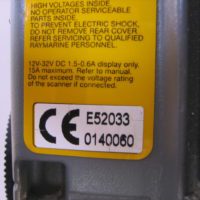 HIGH VOLTAGES INSIDE.
NO OPERATOR SERVICEABLE
PARTS INSIDE.
TO PREVENT ELECTRIC SHOCK,
DO NOT REMOVE REAR COVER
REFER SERVICING TO QUALIFIED
RAYMARINE PERSONNEL.
12V-32V DC 1.5-0.6A display only.
15A maximum. Refer to manual.
Do not exceed the voltage rating
of the scanner if connected.
CE E52033
0140060